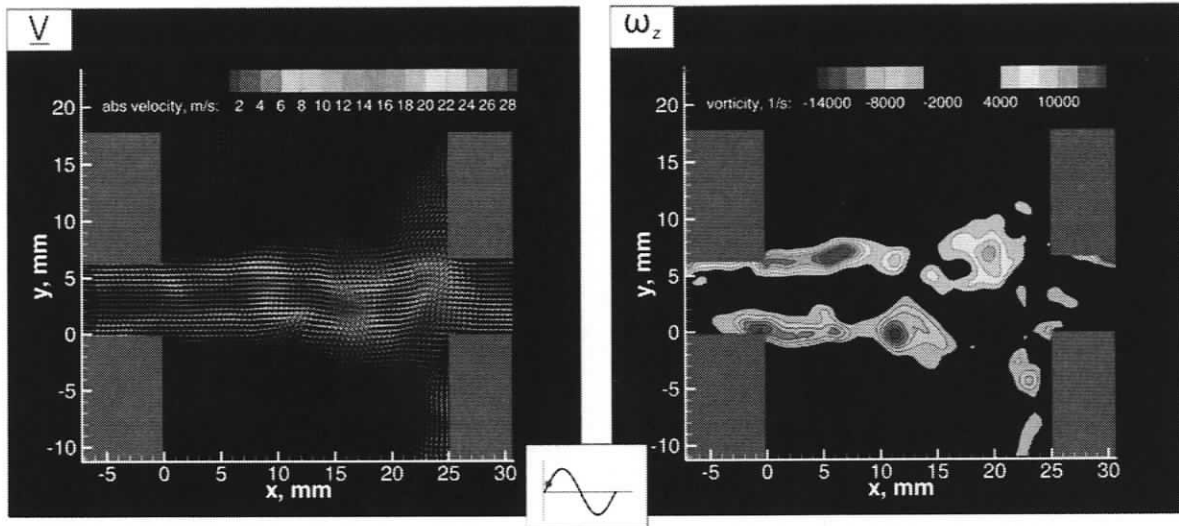 V
abs velocity, m/s: 2 4 6 8 10 12 14 16 18 20 22 24 26 28
20
15
10
5
0
-5
-10
y, mm
0 5 10 15 20 25 30
x, mm
ωz
vorticity, 1/s: -14000 -8000 -2000 4000 10000
20
15
10
5
0
-5
-10
y, mm
-5 0 5 10 15 20 25 30
x, mm